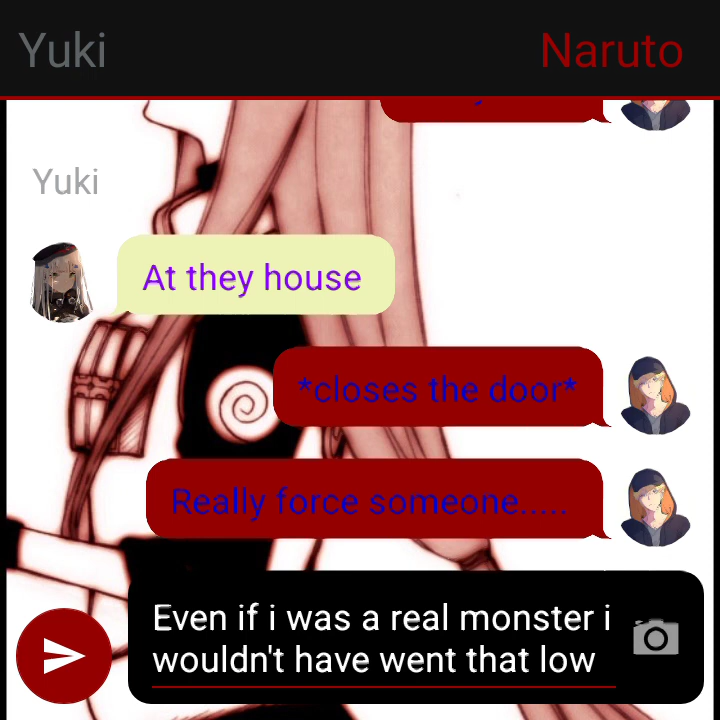 Yuki
Naruto
Yuki
At they house
*closes the door*
Really force someone.....
Even if i was a real monster i
wouldn't have went that low